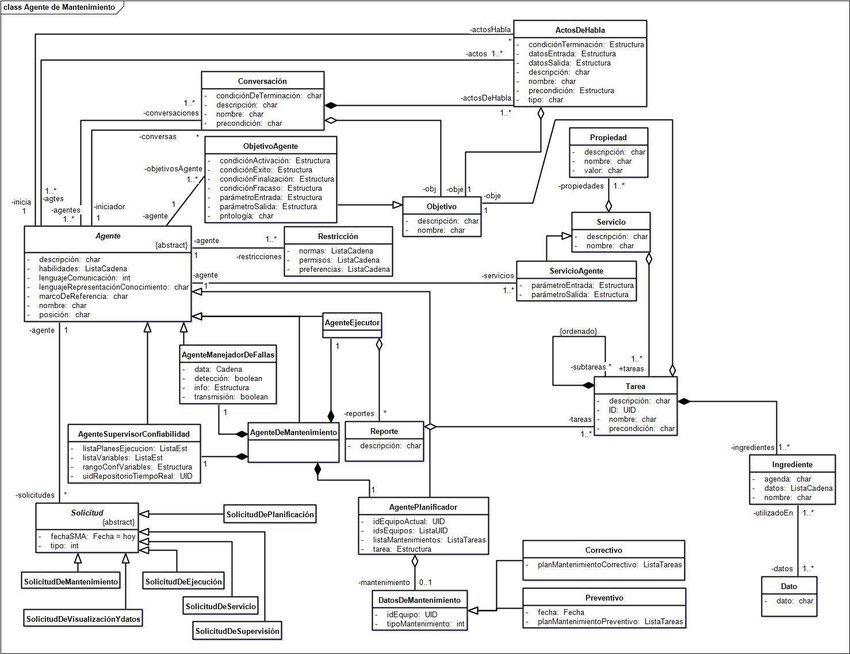 class Agente de Mantenimiento
ActosDeHabla
- condiciónTerminación: Estructura
- datosEntrada: Estructura
- datosSalida: Estructura
- descripción: char
- nombre: char
- precondición: Estructura
- tipo: char
-actosHabla
*
-actos 1..*
Conversación
- condiciónDeTerminación: char
- descripción: char
- nombre: char
- precondición: char
1..*
-conversaciones
-actosDeHabla
1..*
-conversas *
ObjetivoAgente
- condiciónActivación: Estructura
- condiciónExito: Estructura
- condiciónFinalización: Estructura
- condiciónFracaso: Estructura
- parámetroEntrada: Estructura
- parámetroSalida: Estructura
- pntología: char
-objetivosAgente
1..*
Propiedad
- descripción: char
- nombre: char
- valor: char
-propiedades
1..*
-inicia
1
1..*
-agtes
-agentes
1..*
-iniciador
1
1
-agente
-obj
-obje 1
-obje
1
Objetivo
- descripción: char
- nombre: char
Servicio
- descripción: char
- nombre: char
Agente
{abstract}
- descripción: char
- habilidades: ListaCadena
- lenguajeComunicación: int
- lenguajeRepresentaciónConocimiento: char
- marcoDeReferencia: char
- nombre: char
- posición: char
-agente
1
1..*
-restricciones
Restricción
- normas: ListaCadena
- permisos: ListaCadena
- preferencias: ListaCadena
-agente
1
-servicios
1..*
ServicioAgente
- parámetroEntrada: Estructura
- parámetroSalida: Estructura
-agente 1
AgenteEjecutor
1
{ordenado}
-subtareas *
1..*
+tareas
AgenteManejadorDeFallas
- data: Cadena
- detección: boolean
- info: Estructura
- transmisión: boolean
1
Tarea
- descripción: char
- ID: UID
- nombre: char
- precondición: char
-tareas
1..*
-reportes *
Reporte
- descripción: char
AgenteDeMantenimiento
AgenteSupervisorConfiabilidad
- listaPlanesEjecucion: ListaEst
- listaVariables: ListaEst
- rangoConfVariables: Estructura
- uidRepositorioTiempoReal: UID
1
-ingredientes 1..*
Ingrediente
- agenda: char
- datos: ListaCadena
- nombre: char
-utilizadoEn
1
-solicitudes *
1
Solicitud
{abstract}
- fechaSMA: Fecha = hoy
- tipo: int
SolicitudDePlanificación
AgentePlanificador
- idEquipoActual: UID
- idsEquipos: ListaUID
- listaMantenimientos: ListaTareas
- tarea: Estructura
SolicitudDeMantenimiento
SolicitudDeEjecución
SolicitudDeServicio
SolicitudDeVisualizaciónYdatos
SolicitudDeSupervisión
-mantenimiento 0..1
DatosDeMantenimiento
- idEquipo: UID
- tipoMantenimiento: int
Correctivo
- planMantenimientoCorrectivo: ListaTareas
Preventivo
- fecha: Fecha
- planMantenimientoPreventivo: ListaTareas
-datos 1..*
Dato
- dato: char